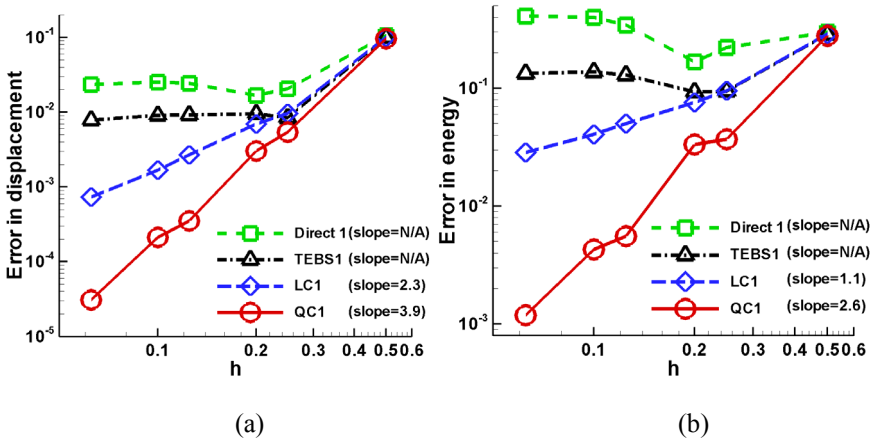 Error in displacement
10⁻¹
10⁻²
10⁻³
10⁻⁴
10⁻⁵
Direct 1 (slope=N/A)
TEBS1 (slope=N/A)
LC1 (slope=2.3)
QC1 (slope=3.9)
0.1 0.2 0.3 0.4 0.5 0.6
h
(a)
Error in energy
10⁻¹
10⁻²
10⁻³
Direct 1 (slope=N/A)
TEBS1 (slope=N/A)
LC1 (slope=1.1)
QC1 (slope=2.6)
0.1 0.2 0.3 0.4 0.5 0.6
h
(b)